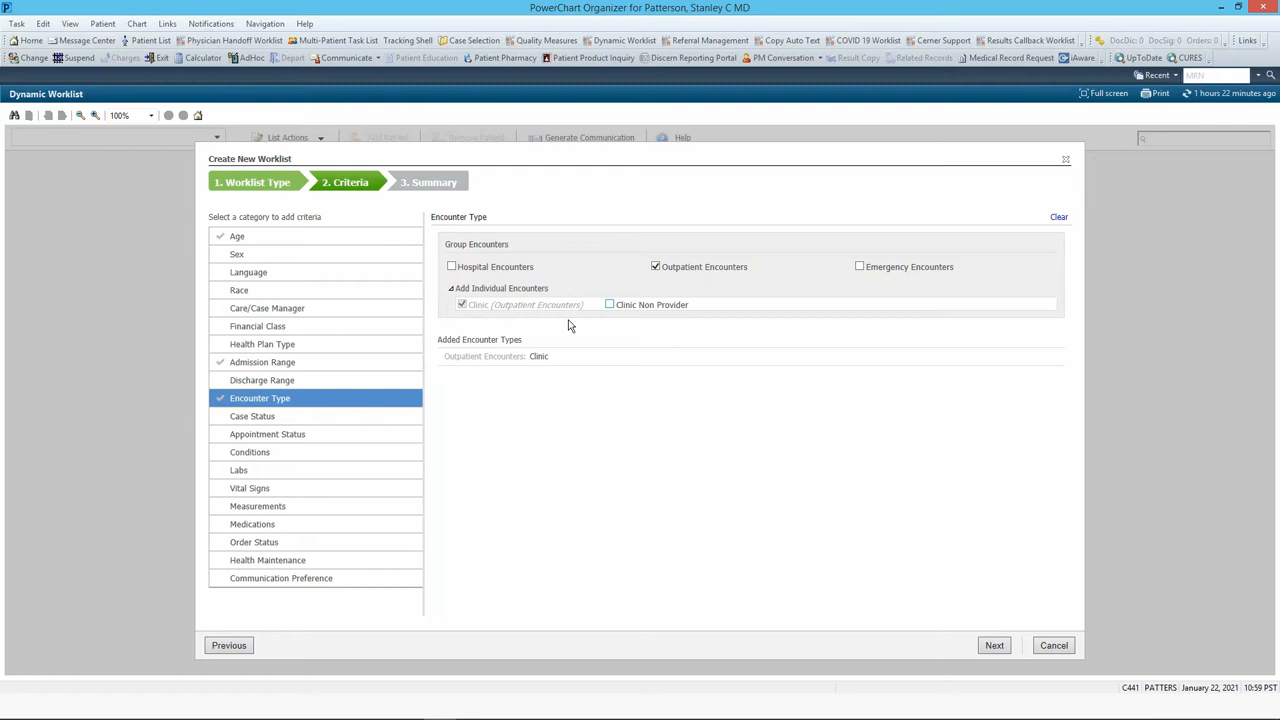 PowerChart Organizer for Patterson, Stanley C MD
Task Edit View Patient Chart Links Notifications Navigation Help
Home Message Center Patient List Physician Handoff Worklist Multi-Patient Task List Tracking Shell Case Selection Quality Measures Dynamic Worklist Referral Management Copy Auto Text COVID 19 Worklist Cerner Support Results Callback Worklist DocDic: 0 DocSig: 0 Orders: 0 Links
Change Suspend Charges Exit Calculator AdHoc Depart Communicate Patient Education Patient Pharmacy Patient Product Inquiry Discern Reporting Portal PM Conversation Result Copy Related Records Medical Record Request iAware UpToDate CURES
Recent MRN
Dynamic Worklist Full screen Print 1 hours 22 minutes ago
100%
List Actions Add Patient Remove Patient Generate Communication Help
Create New Worklist
1. Worklist Type 2. Criteria 3. Summary
Select a category to add criteria
Age
Sex
Language
Race
Care/Case Manager
Financial Class
Health Plan Type
Admission Range
Discharge Range
Encounter Type
Case Status
Appointment Status
Conditions
Labs
Vital Signs
Measurements
Medications
Order Status
Health Maintenance
Communication Preference
Encounter Type Clear
Group Encounters
Hospital Encounters Outpatient Encounters Emergency Encounters
Add Individual Encounters
Clinic (Outpatient Encounters) Clinic Non Provider
Added Encounter Types
Outpatient Encounters: Clinic
Previous Next Cancel
C441 PATTERS January 22, 2021 10:59 PST